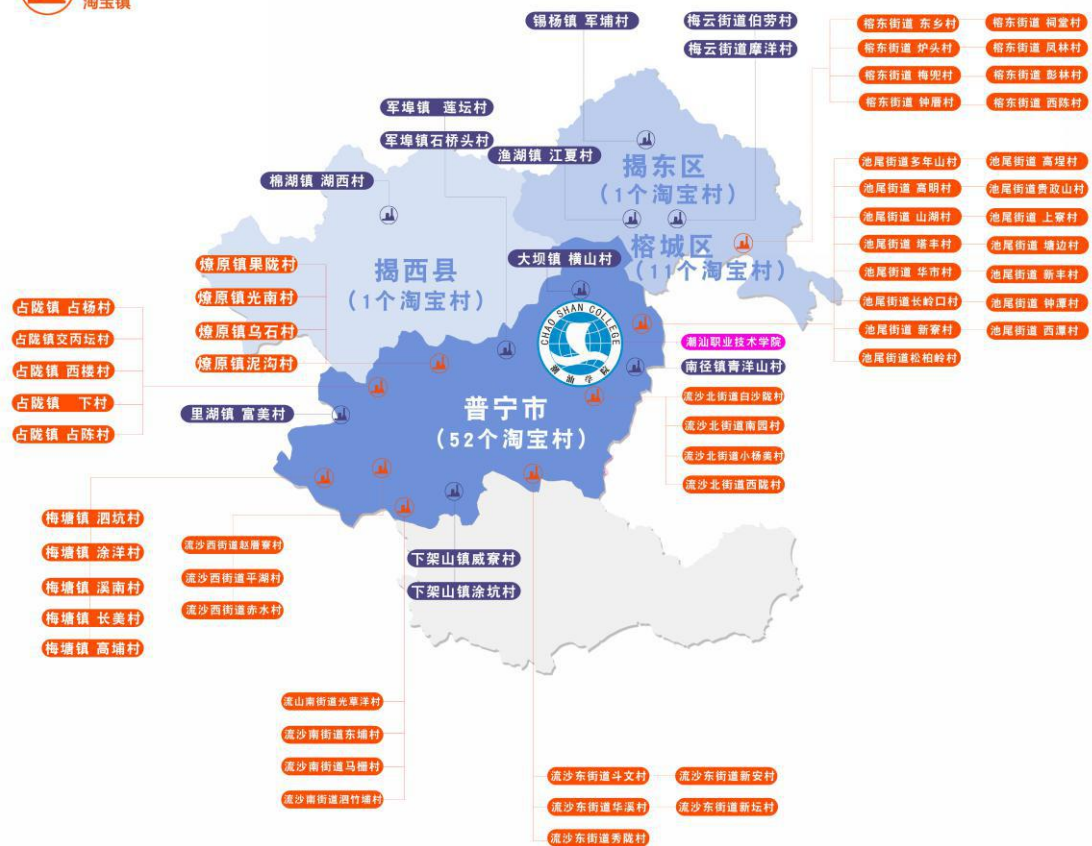 淘宝镇
锡杨镇 军埔村
梅云街道伯劳村
梅云街道摩洋村
榕东街道 东乡村
榕东街道 祠堂村
榕东街道 炉头村
榕东街道 凤林村
榕东街道 梅兜村
榕东街道 彭林村
榕东街道 钟厝村
榕东街道 西陈村
军埠镇 莲坛村
军埠镇石桥头村
渔湖镇 江夏村
棉湖镇 湖西村
揭东区
(1个淘宝村)
榕城区
(11个淘宝村)
揭西县
(1个淘宝村)
大坝镇 横山村
池尾街道多年山村
池尾街道 高埕村
池尾街道 高明村
池尾街道贵政山村
池尾街道 山湖村
池尾街道 上寮村
池尾街道 塔丰村
池尾街道 塘边村
池尾街道 华市村
池尾街道 新丰村
池尾街道长岭口村
池尾街道 钟潭村
池尾街道 新寮村
池尾街道 西潭村
池尾街道松柏岭村
燎原镇果陇村
燎原镇光南村
燎原镇乌石村
燎原镇泥沟村
占陇镇 占杨村
占陇镇交丙坛村
占陇镇 西楼村
占陇镇 下村
占陇镇 占陈村
CHAO SHAN COLLEGE
潮汕学院
潮汕职业技术学院
南径镇青洋山村
里湖镇 富美村
普宁市
(52个淘宝村)
流沙北街道白沙陇村
流沙北街道南园村
流沙北街道小杨美村
流沙北街道西陇村
梅塘镇 泗坑村
梅塘镇 涂洋村
梅塘镇 溪南村
梅塘镇 长美村
梅塘镇 高埔村
流沙西街道赵厝寮村
流沙西街道平湖村
流沙西街道赤水村
下架山镇威寮村
下架山镇涂坑村
流山南街道光草洋村
流沙南街道东埔村
流沙南街道马栅村
流沙南街道泗竹埔村
流沙东街道斗文村
流沙东街道新安村
流沙东街道华溪村
流沙东街道新坛村
流沙东街道秀陇村